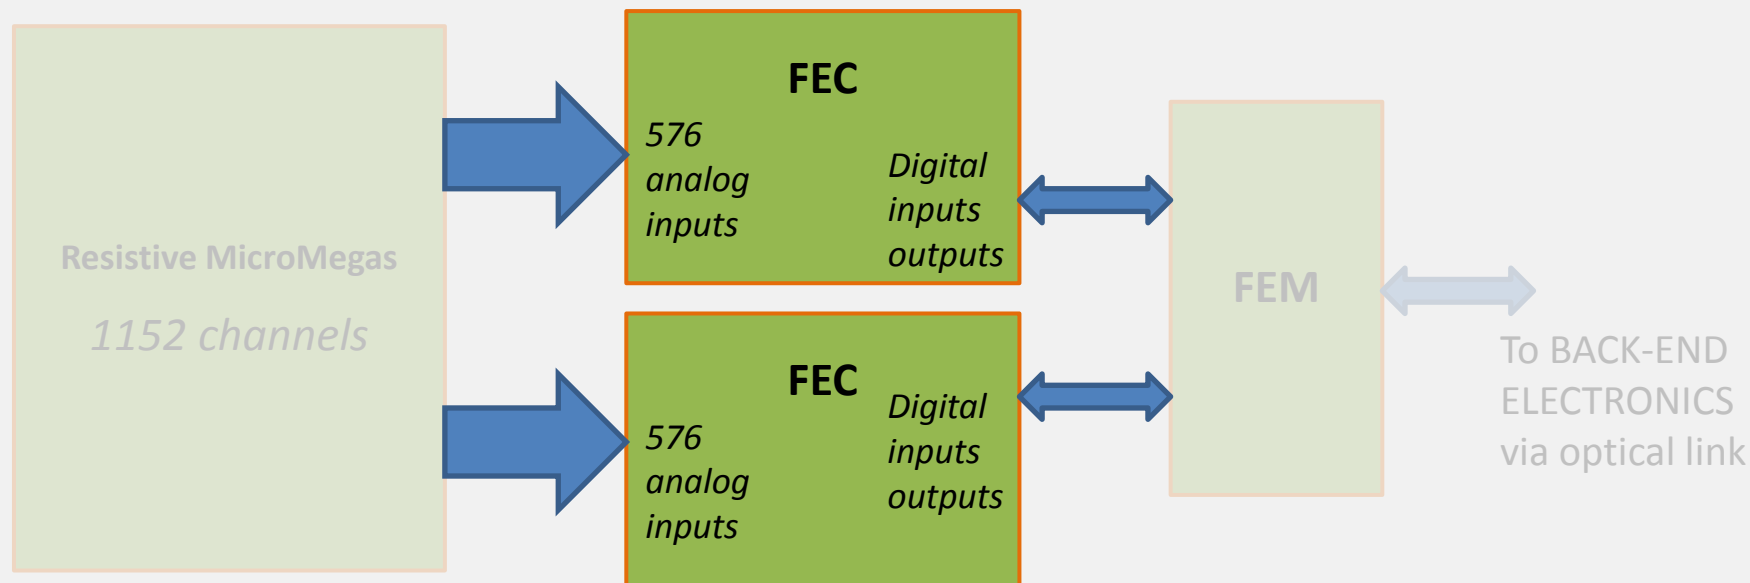 Resistive MicroMegas
1152 channels
FEC
576
analog
inputs
Digital
inputs
outputs
FEC
576
analog
inputs
Digital
inputs
outputs
FEM
To BACK-END
ELECTRONICS
via optical link